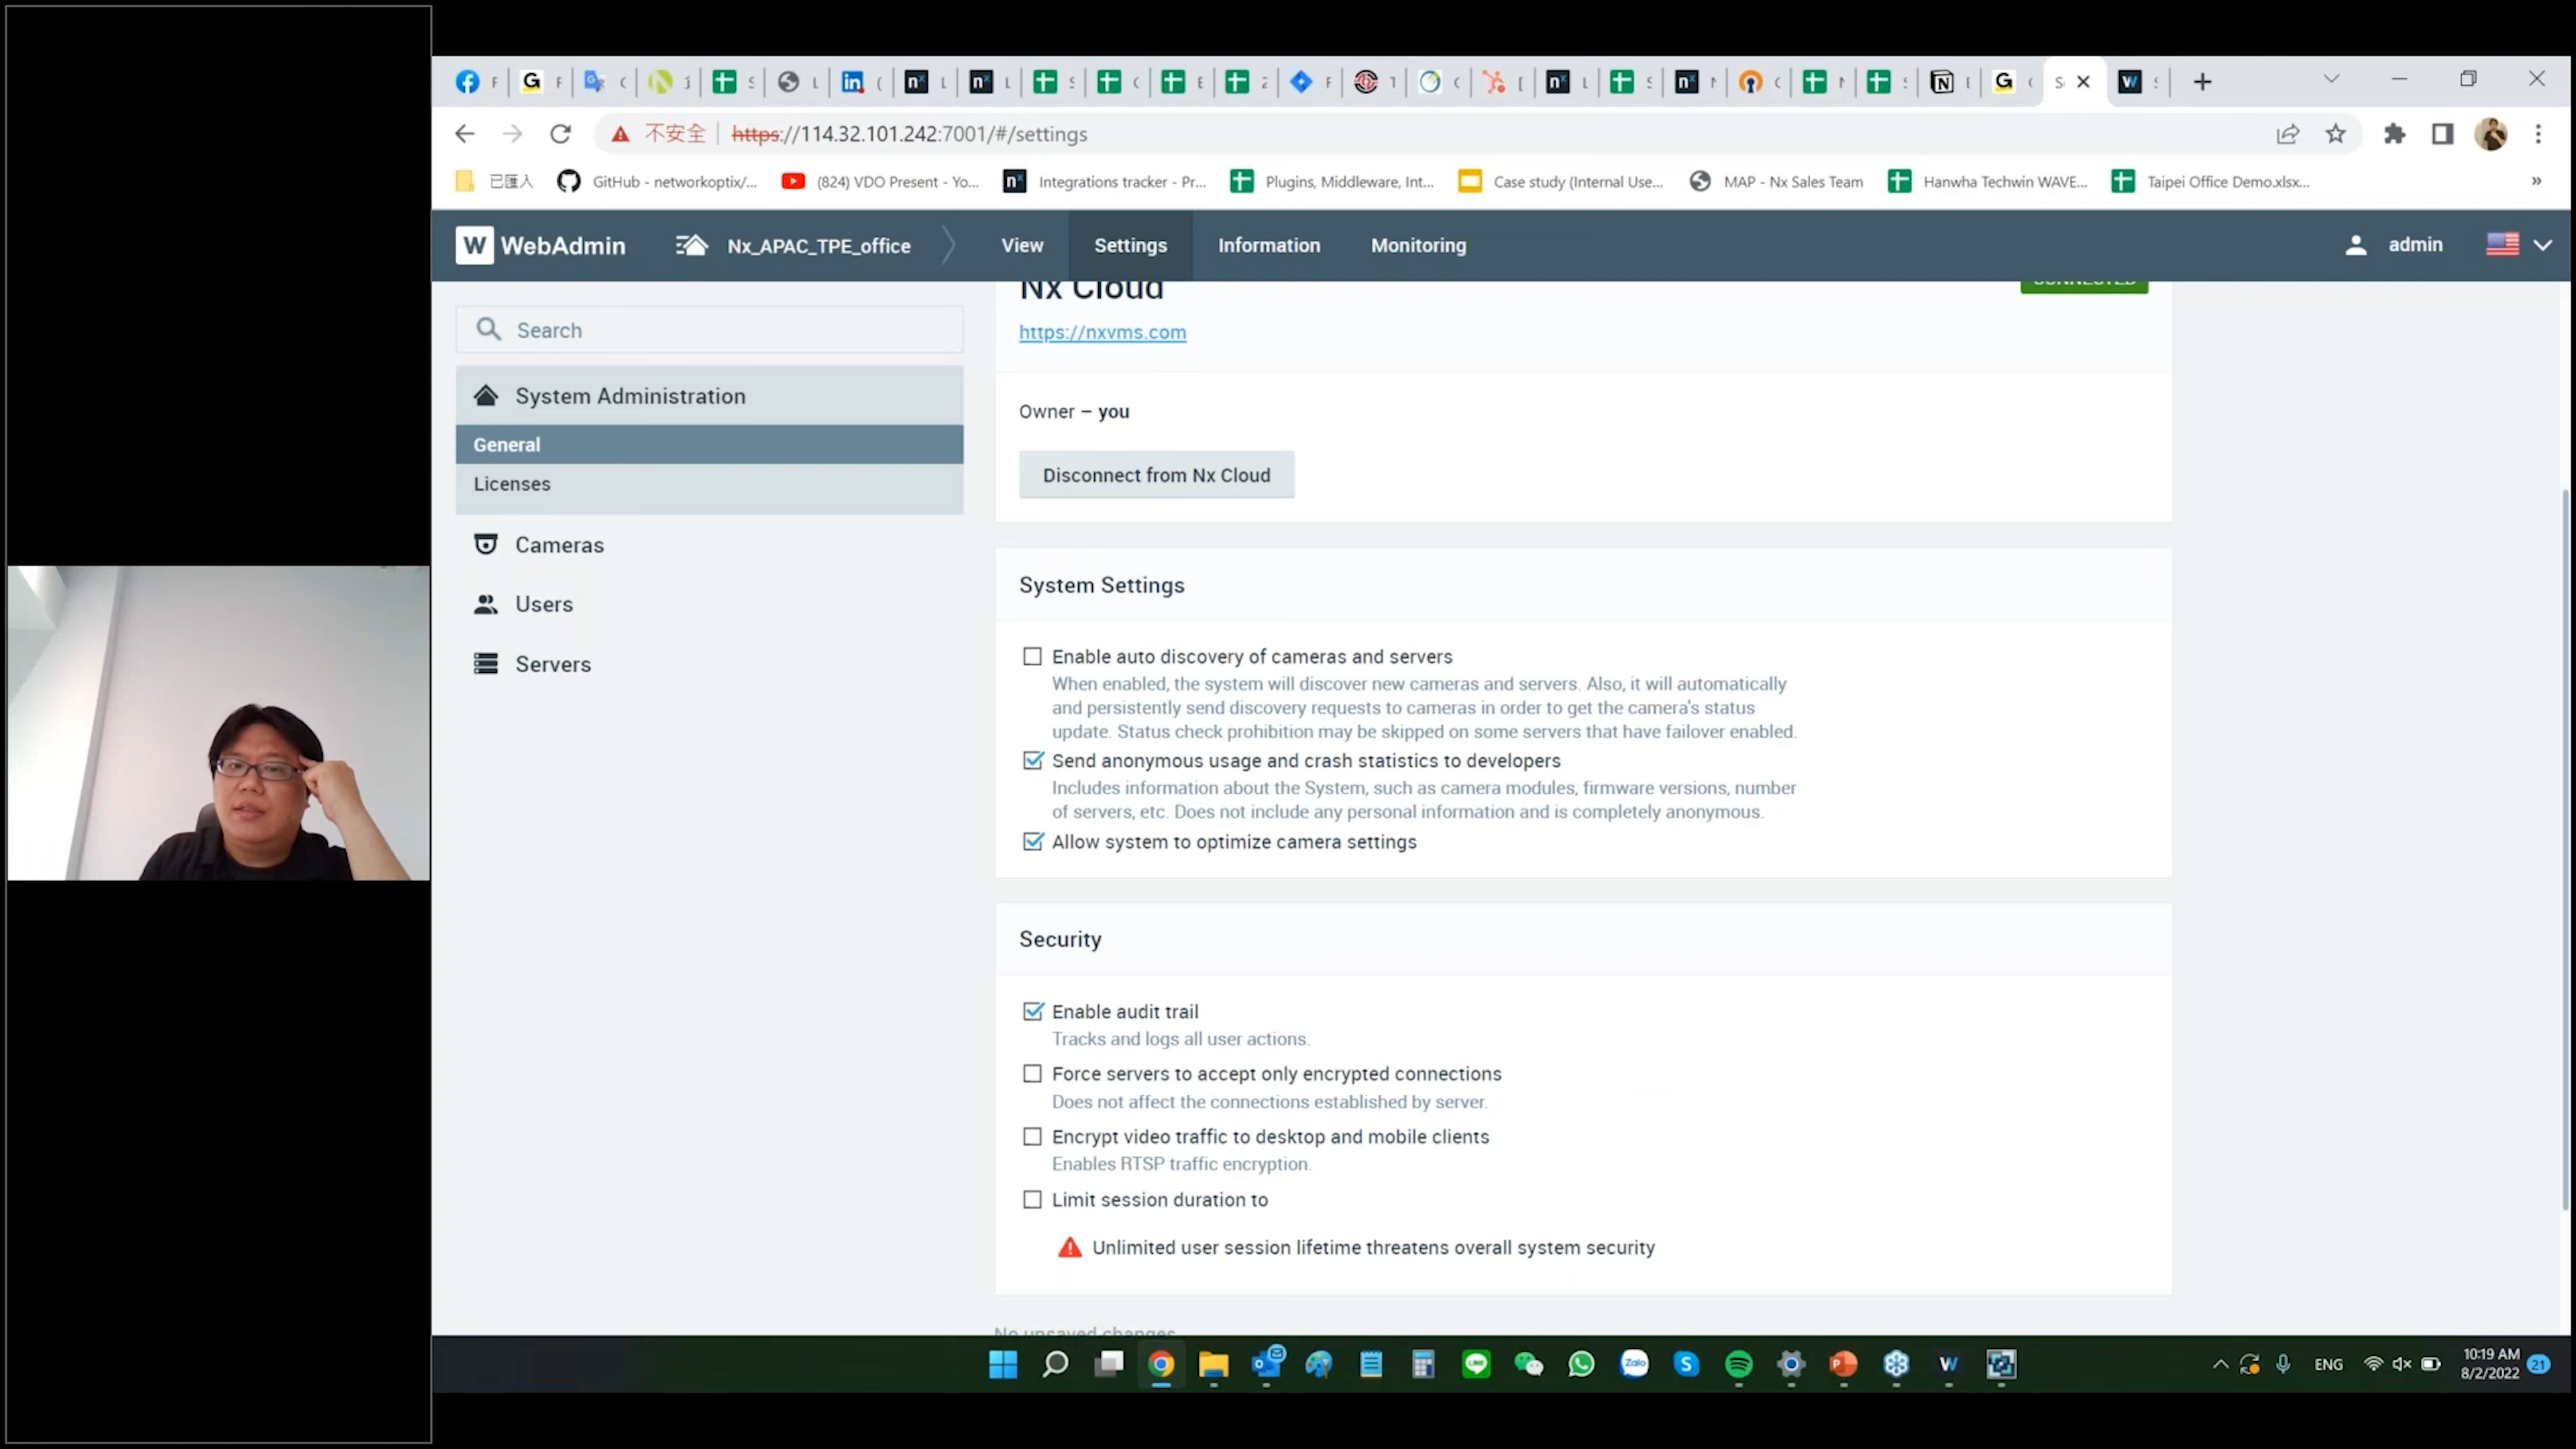 不安全 https://114.32.101.242:7001/#/settings
已匯入 GitHub - networkoptix/... (824) VDO Present - Yo... Integrations tracker - Pr... Plugins, Middleware, Int... Case study (Internal Use... MAP - Nx Sales Team Hanwha Techwin WAVE... Taipei Office Demo.xlsx... »
W WebAdmin Nx_APAC_TPE_office View Settings Information Monitoring admin
Nx Cloud CONNECTED
Search
https://nxvms.com
System Administration
Owner – you
General
Disconnect from Nx Cloud
Licenses
Cameras
Users
Servers
System Settings
Enable auto discovery of cameras and servers
When enabled, the system will discover new cameras and servers. Also, it will automatically
and persistently send discovery requests to cameras in order to get the camera's status
update. Status check prohibition may be skipped on some servers that have failover enabled.
Send anonymous usage and crash statistics to developers
Includes information about the System, such as camera modules, firmware versions, number
of servers, etc. Does not include any personal information and is completely anonymous.
Allow system to optimize camera settings
Security
Enable audit trail
Tracks and logs all user actions.
Force servers to accept only encrypted connections
Does not affect the connections established by server.
Encrypt video traffic to desktop and mobile clients
Enables RTSP traffic encryption.
Limit session duration to
Unlimited user session lifetime threatens overall system security
No unsaved changes
ENG 10:19 AM 21
8/2/2022